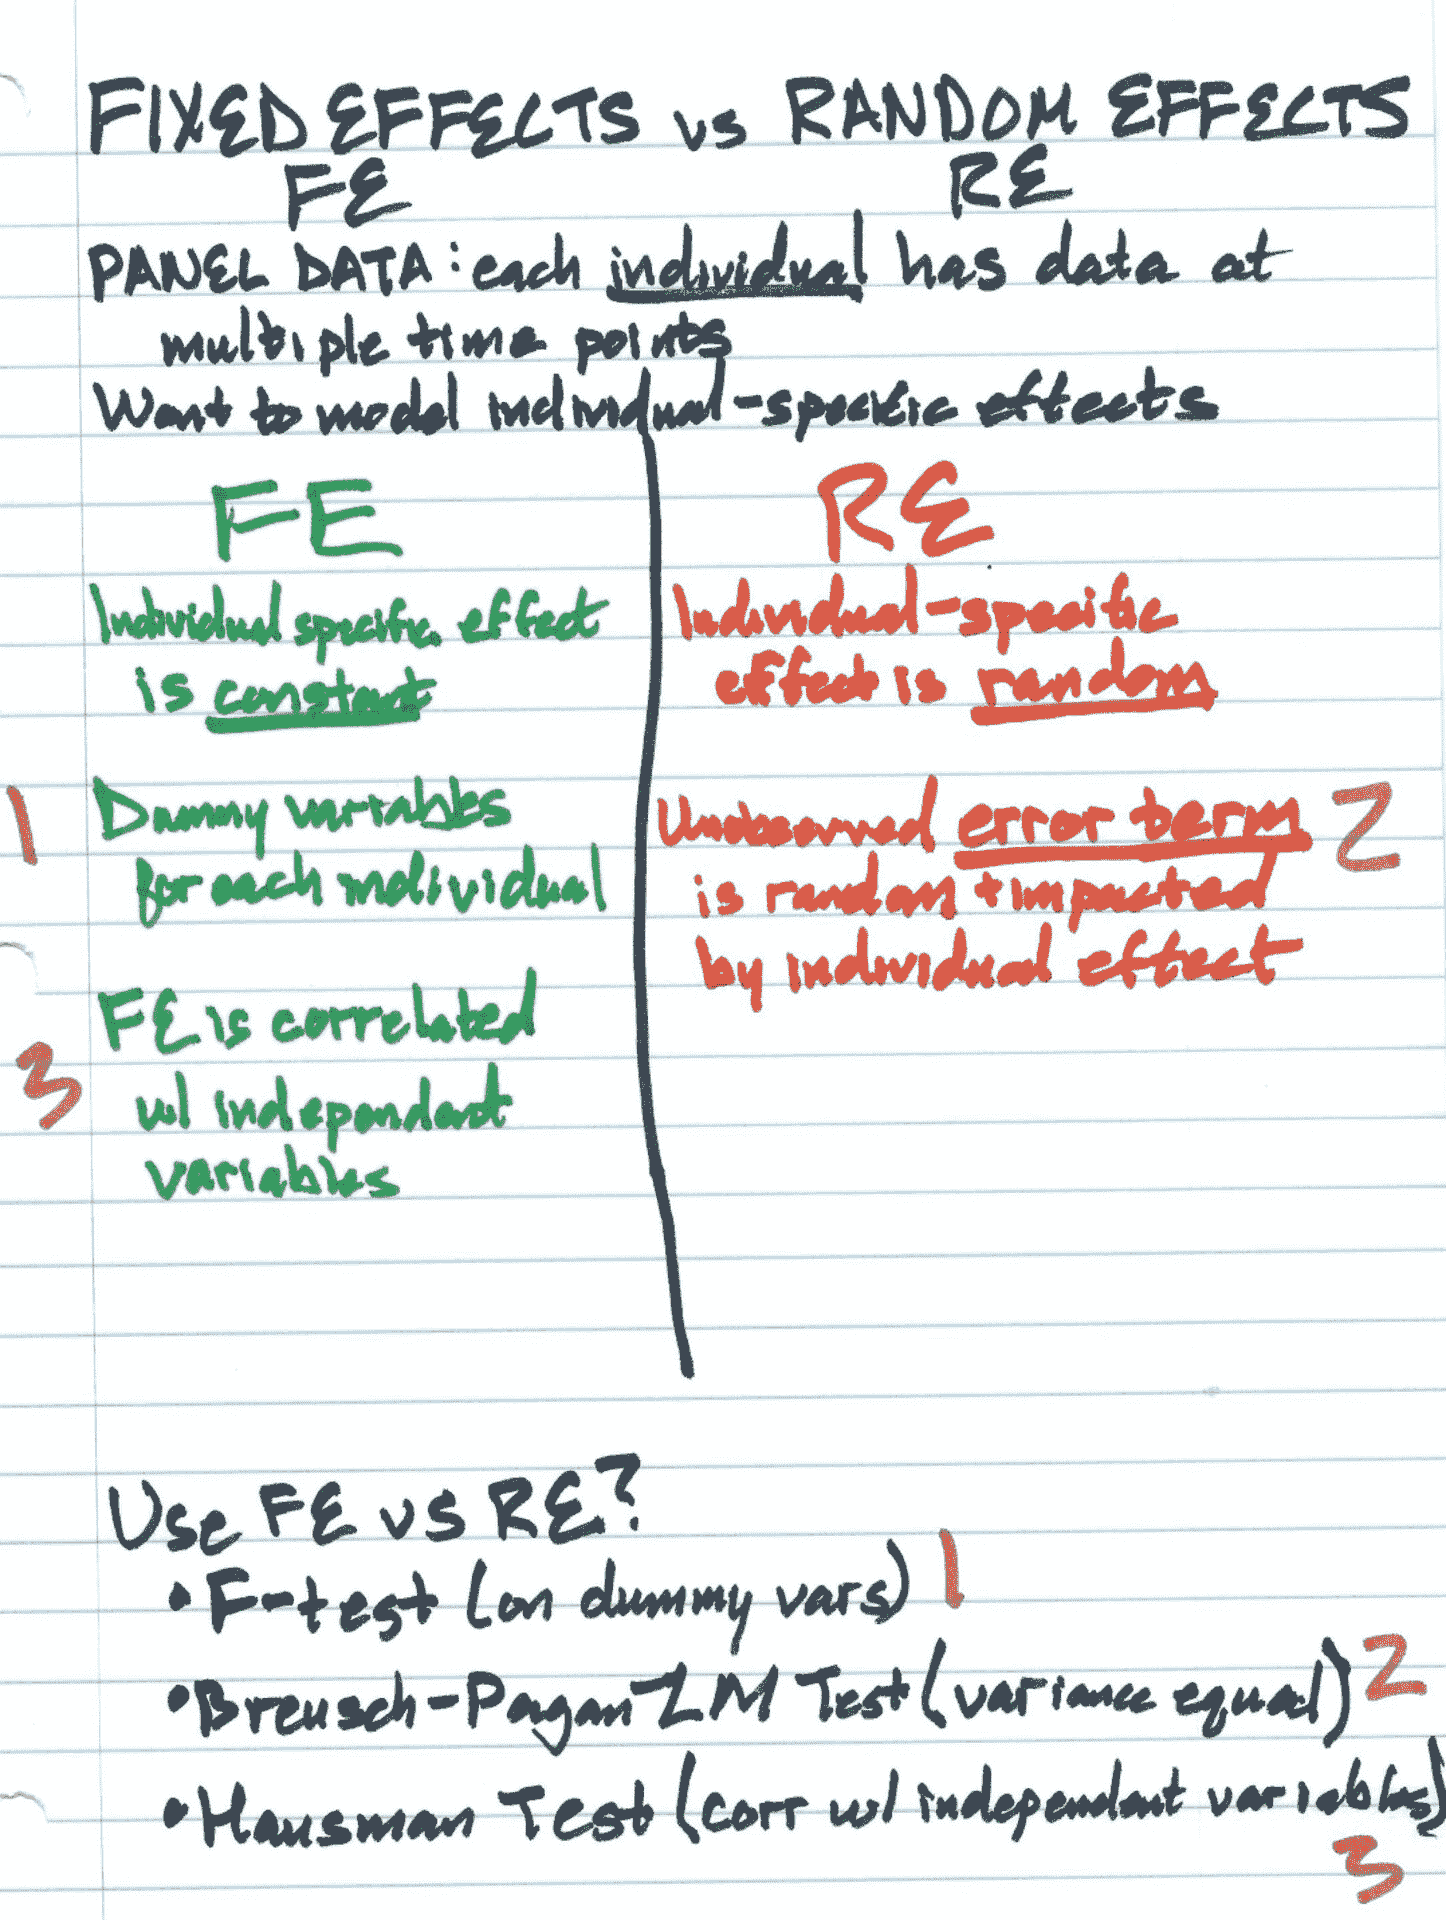 FIXED EFFECTS vs RANDOM EFFECTS
FE RE
PANEL DATA: each individual has data at
multiple time points
Want to model individual-specific effects
FE
Individual specific effect
is constant
1 Dummy variables
for each individual
3 FE is correlated
w/ independent
variables
RE
Individual-specific
effect is random
Unobserved error term 2
is random + impacted
by individual effect
Use FE vs RE?
• F-test (on dummy vars) 1
• Breusch-Pagan LM Test (variance equal) 2
• Hausman Test (corr w/ independent variables)
3